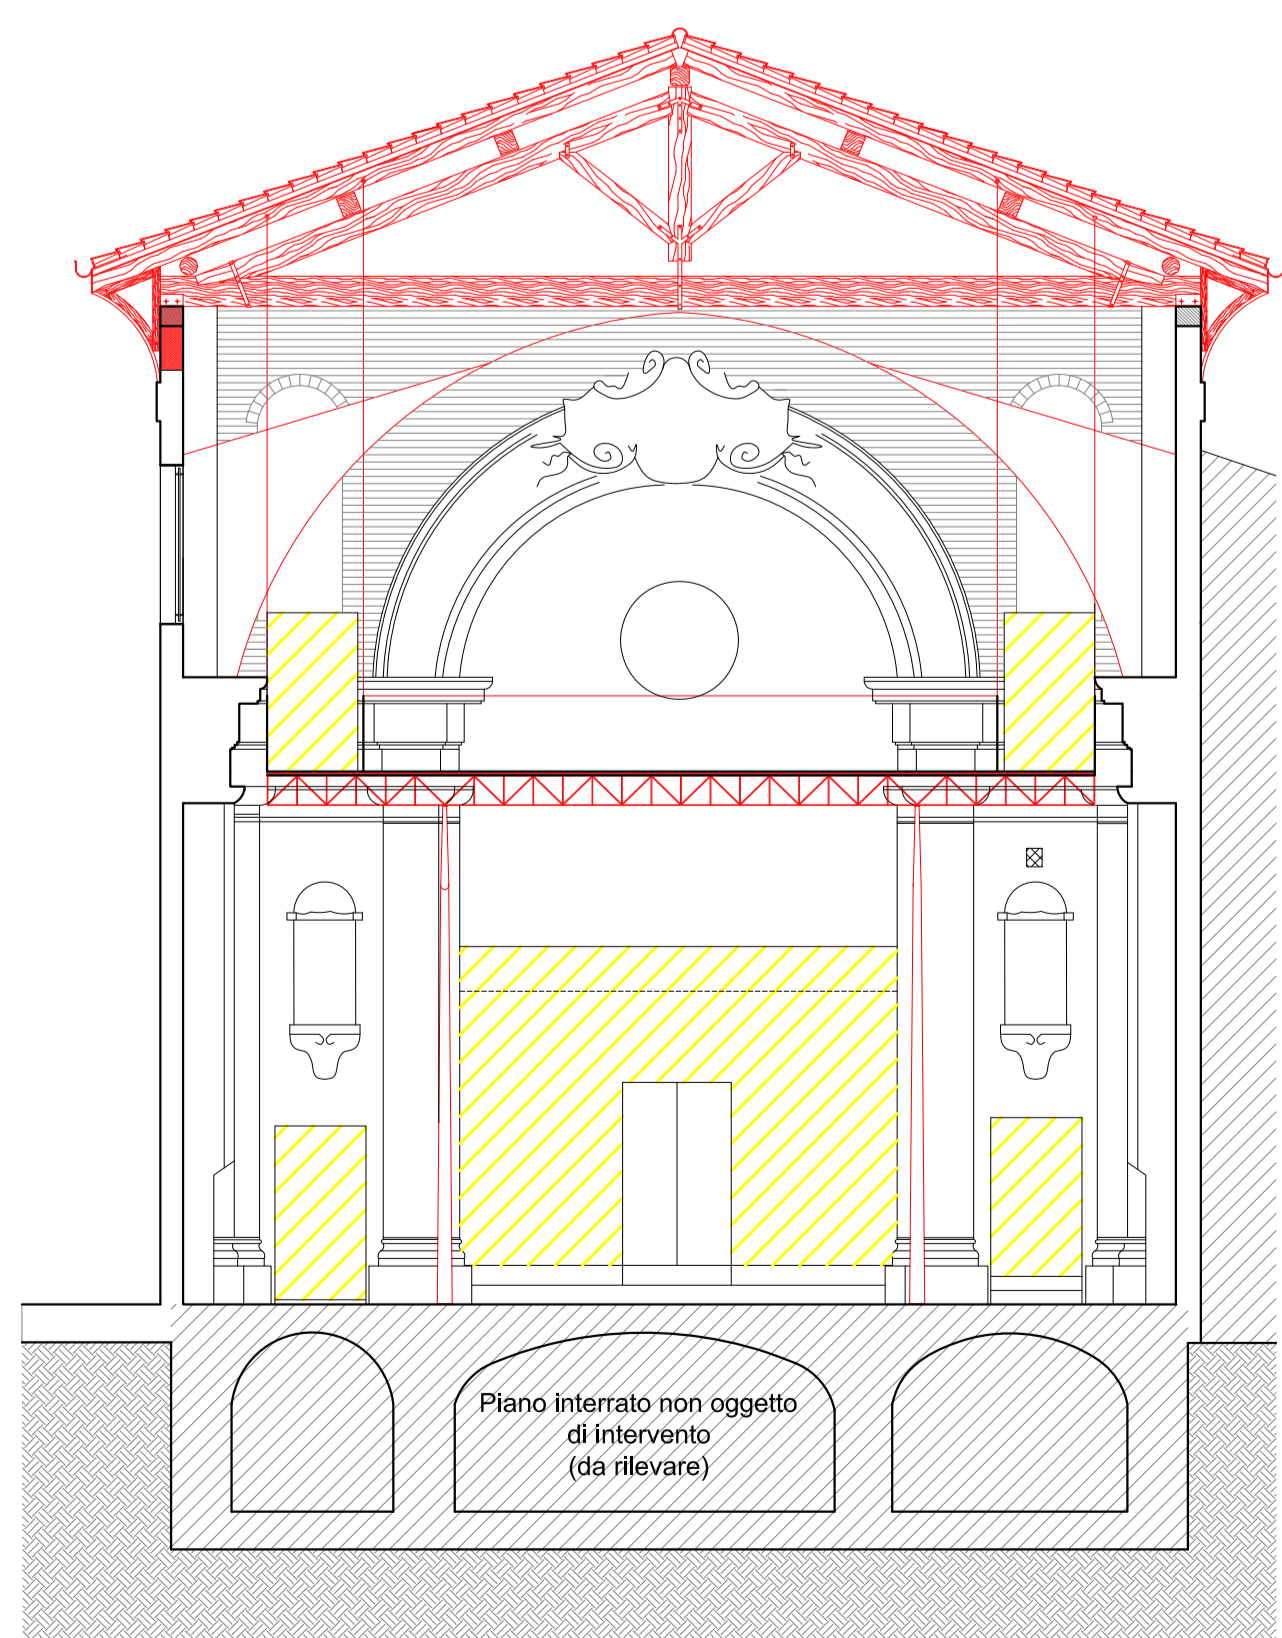 Piano interrato non oggetto
di intervento
(da rilevare)